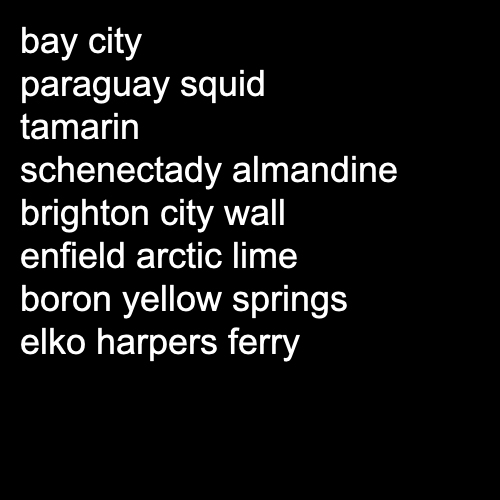 bay city
paraguay squid
tamarin
schenectady almandine
brighton city wall
enfield arctic lime
boron yellow springs
elko harpers ferry